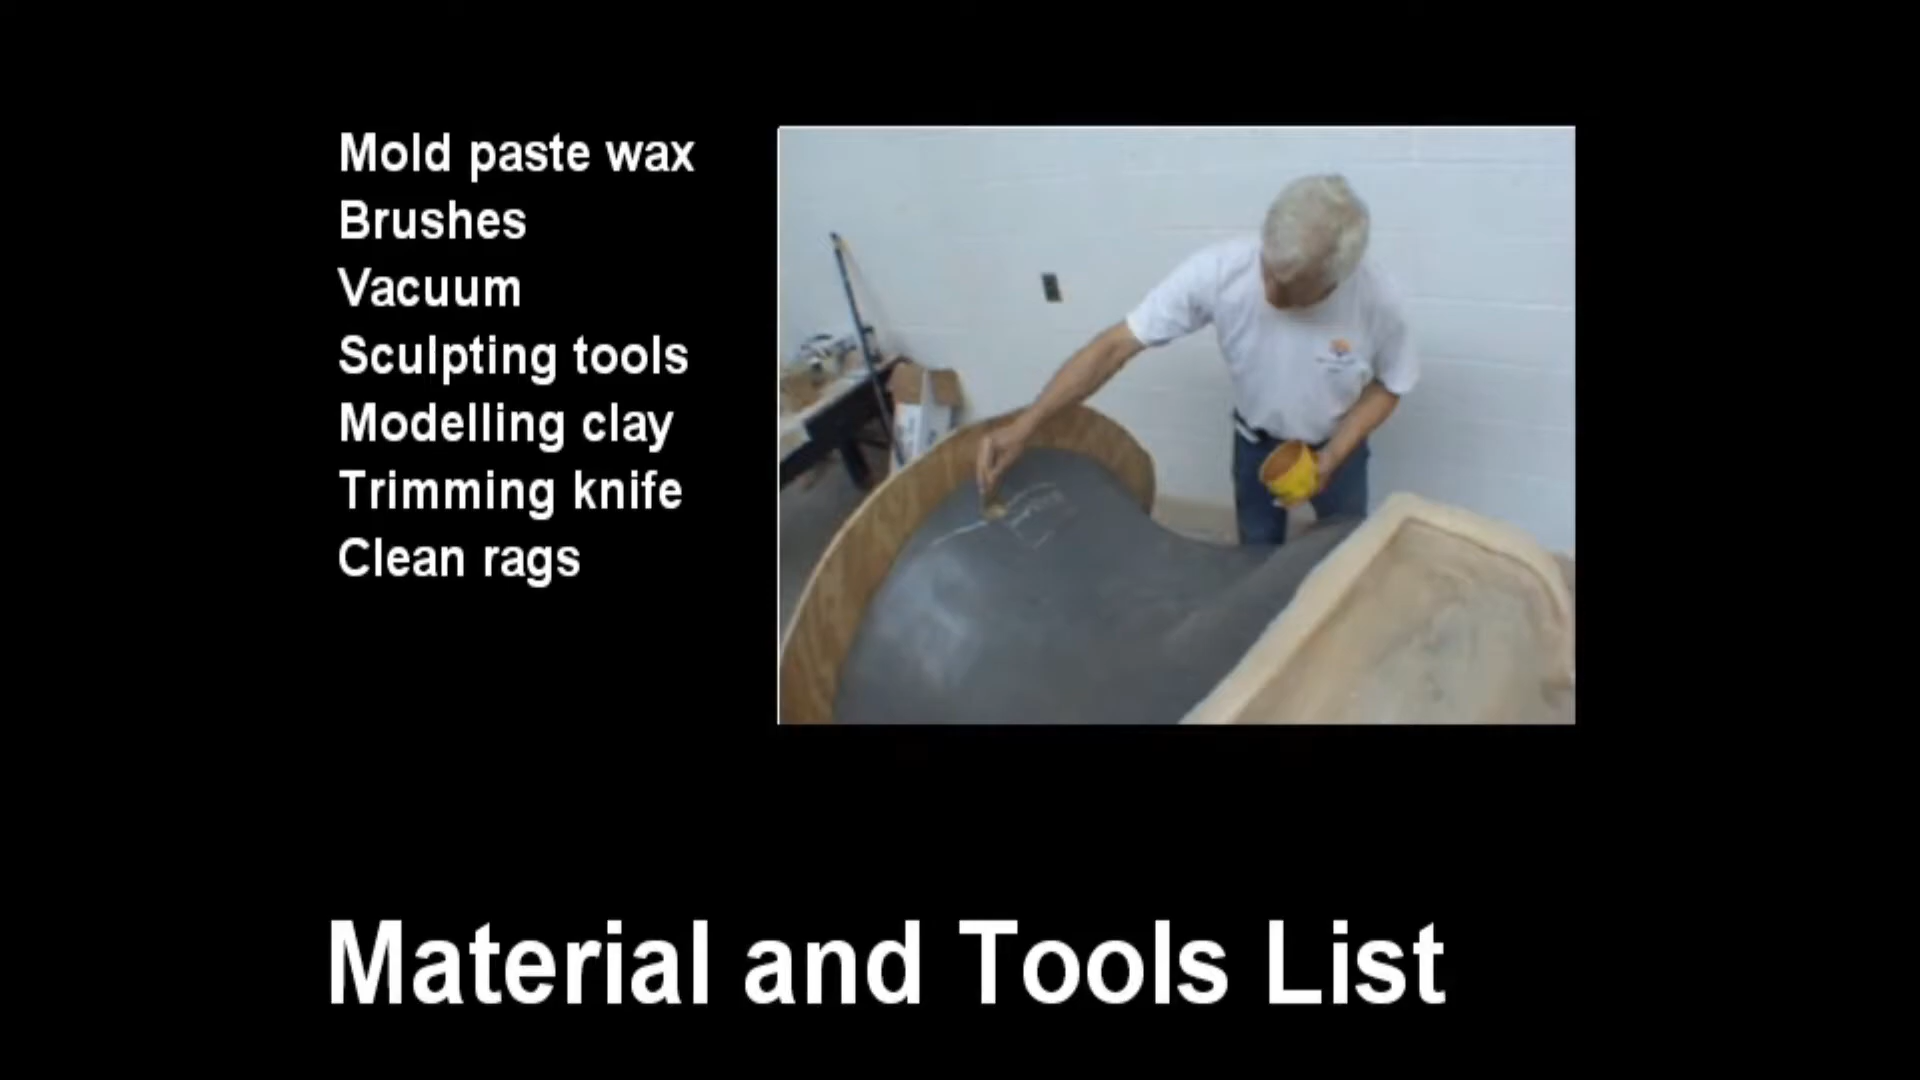 Mold paste wax
Brushes
Vacuum
Sculpting tools
Modelling clay
Trimming knife
Clean rags
Material and Tools List